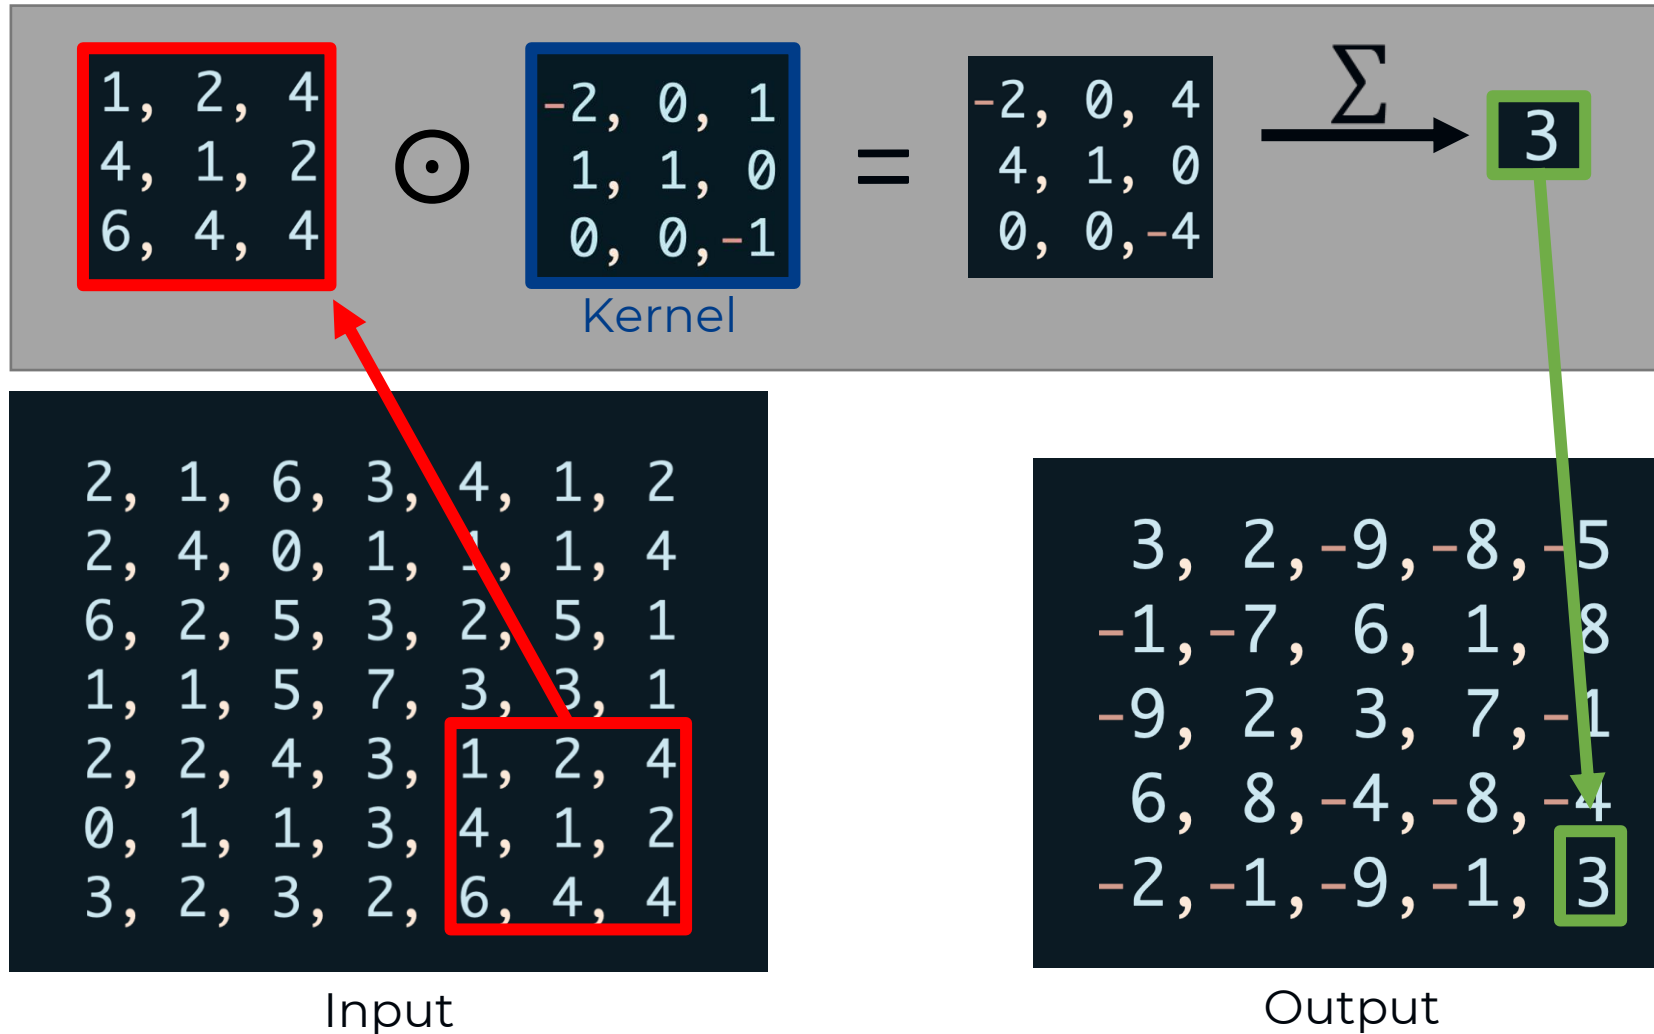 1, 2, 4
4, 1, 2
6, 4, 4
⊙
-2, 0, 1
1, 1, 0
0, 0,-1
Kernel
=
-2, 0, 4
4, 1, 0
0, 0,-4
∑
3
2, 1, 6, 3, 4, 1, 2
2, 4, 0, 1, 1, 1, 4
6, 2, 5, 3, 2, 5, 1
1, 1, 5, 7, 3, 3, 1
2, 2, 4, 3, 1, 2, 4
0, 1, 1, 3, 4, 1, 2
3, 2, 3, 2, 6, 4, 4
Input
3, 2,-9,-8,-5
-1,-7, 6, 1, 8
-9, 2, 3, 7,-1
6, 8,-4,-8,-4
-2,-1,-9,-1, 3
Output